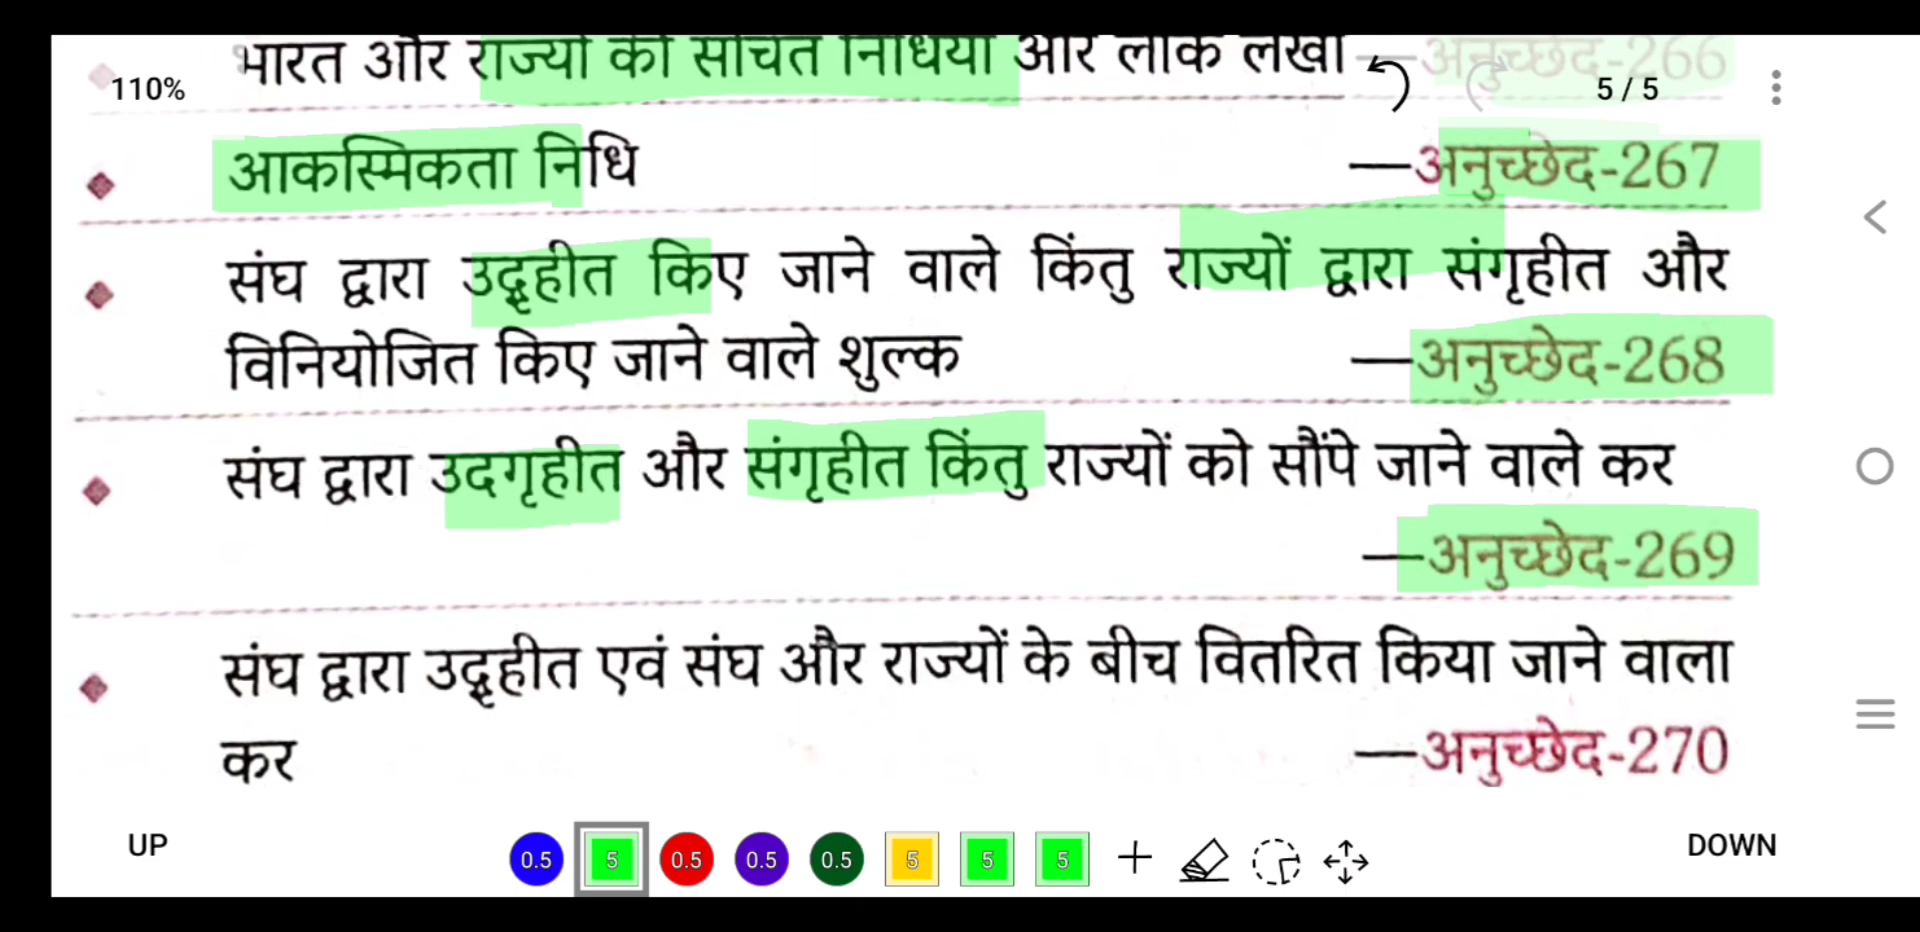 भारत और राज्यों की संचित निधियां और लोक लेखा —अनुच्छेद-266
110%
5 / 5
आकस्मिकता निधि —अनुच्छेद-267
संघ द्वारा उद्गृहीत किए जाने वाले किंतु राज्यों द्वारा संगृहीत और
विनियोजित किए जाने वाले शुल्क —अनुच्छेद-268
संघ द्वारा उदगृहीत और संगृहीत किंतु राज्यों को सौंपे जाने वाले कर
—अनुच्छेद-269
संघ द्वारा उद्गृहीत एवं संघ और राज्यों के बीच वितरित किया जाने वाला
कर —अनुच्छेद-270
UP 0.5 5 0.5 0.5 0.5 5 5 5 DOWN